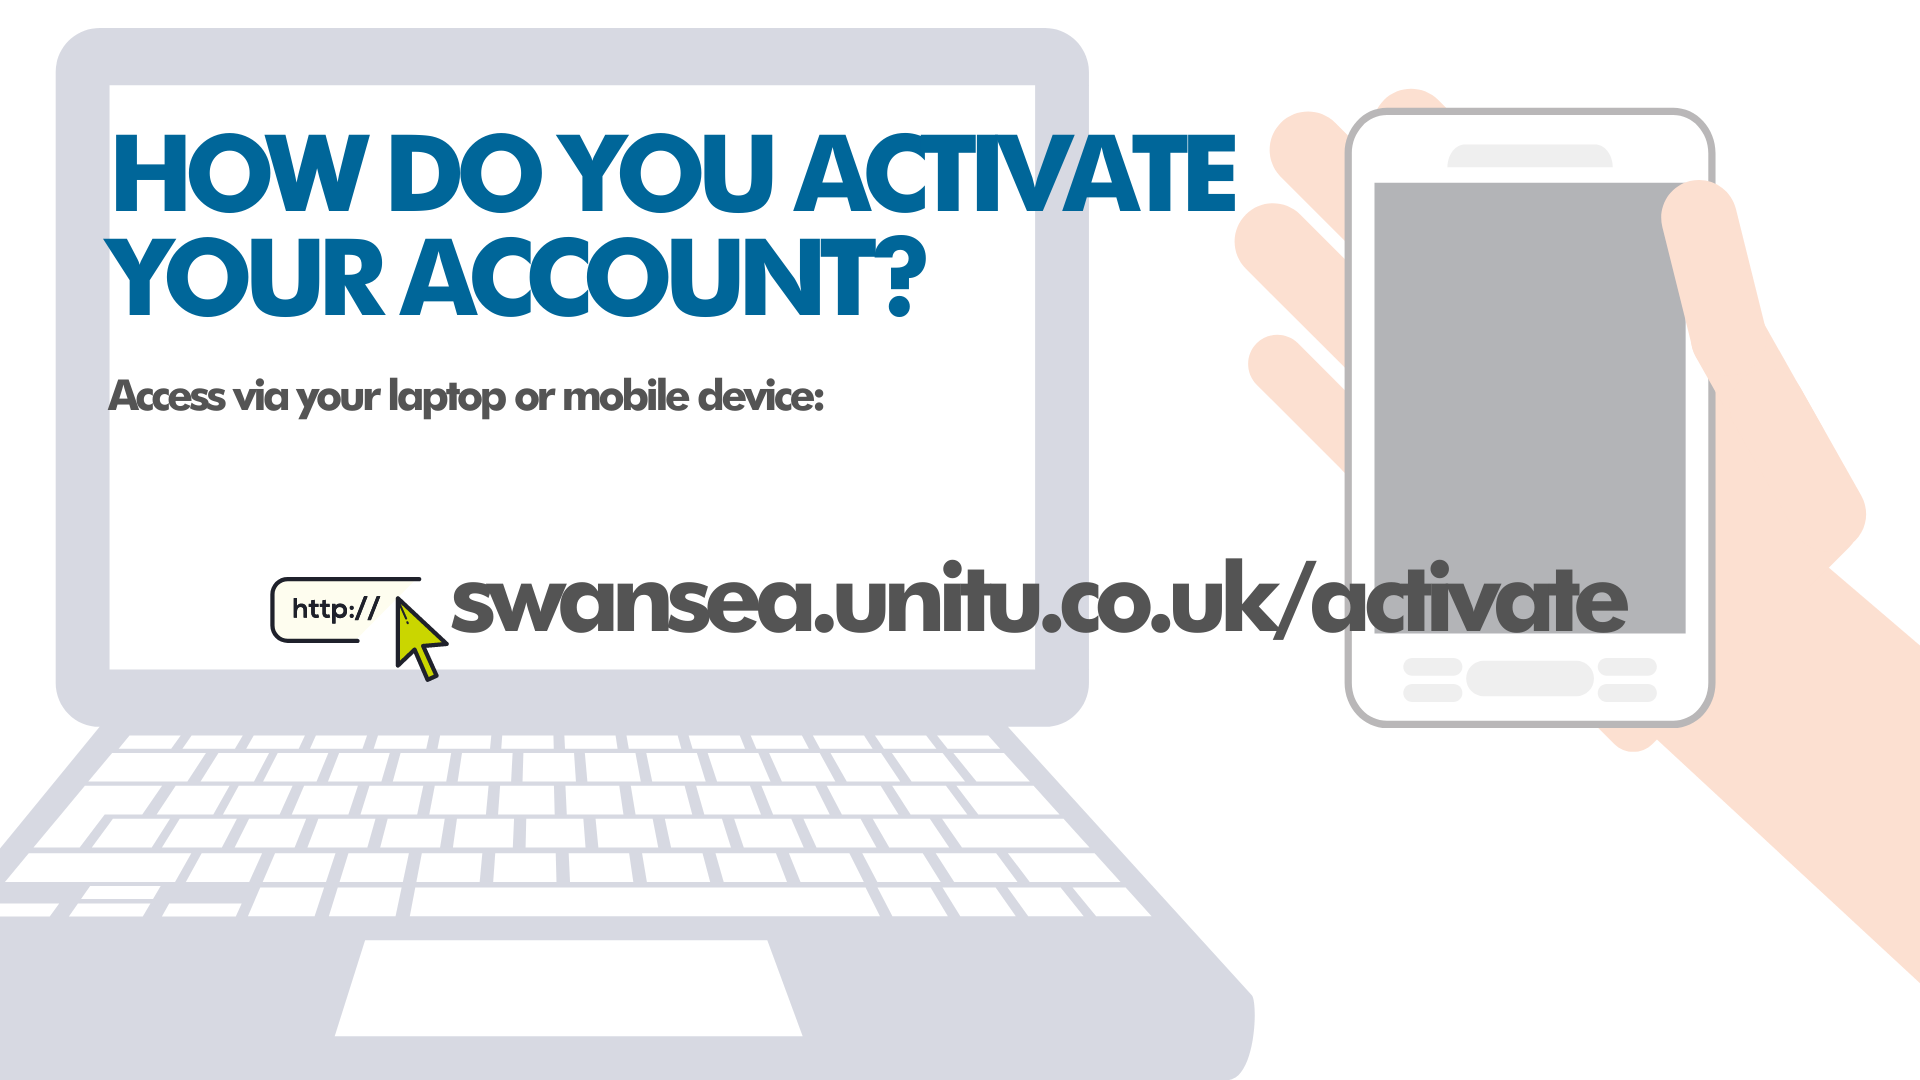 HOW DO YOU ACTIVATE
YOUR ACCOUNT?
Access via your laptop or mobile device:
http:// swansea.unitu.co.uk/activate